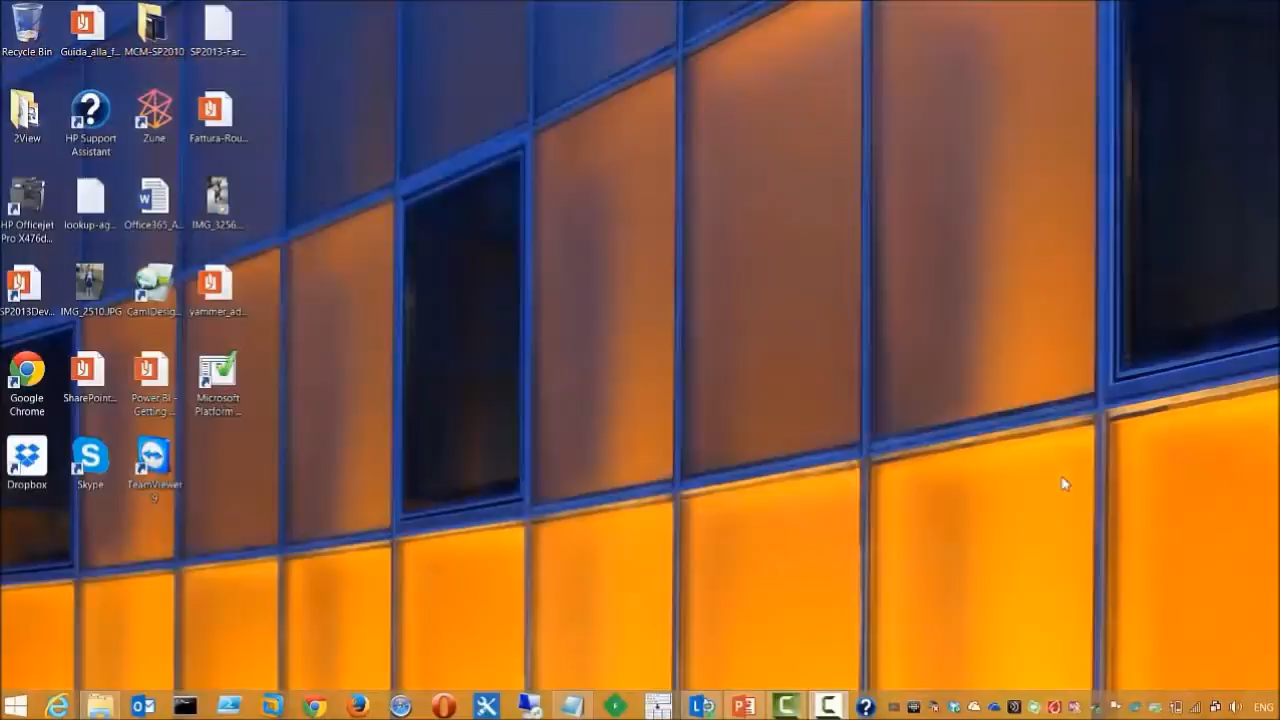 Recycle Bin
Guida_alla_f...
MCM-SP2010
SP2013-Far...
2View
HP Support
Assistant
Zune
Fattura-Rou...
HP Officejet
Pro X476d...
lookup-ag...
Office365_A...
IMG_3256...
SP2013Dev...
IMG_2510.JPG
CamlDesig...
yammer_ad...
Google
Chrome
SharePoint...
Power BI -
Getting ...
Microsoft
Platform ...
Dropbox
Skype
TeamViewer
9
ENG